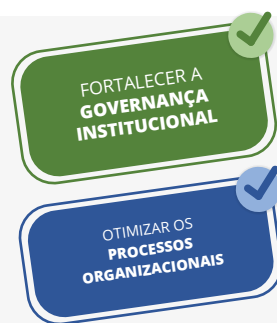 FORTALECER A
GOVERNANÇA
INSTITUCIONAL
OTIMIZAR OS
PROCESSOS
ORGANIZACIONAIS